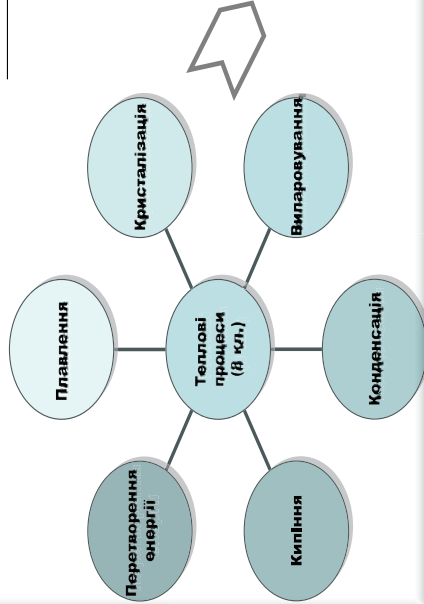 Плавлення
Перетворення
енергії
Кристалізація
Теплові
процеси
(8 кл.)
КипІння
Випаровування
Конденсація